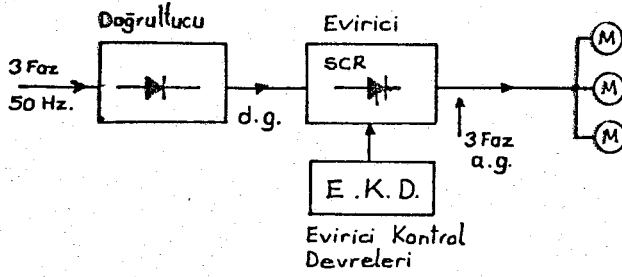 Doğrultucu
Evirici
3 Faz
50 Hz.
d.g.
SCR
3 Faz
a.g.
M
M
M
E.K.D.
Evirici Kontrol
Devreleri